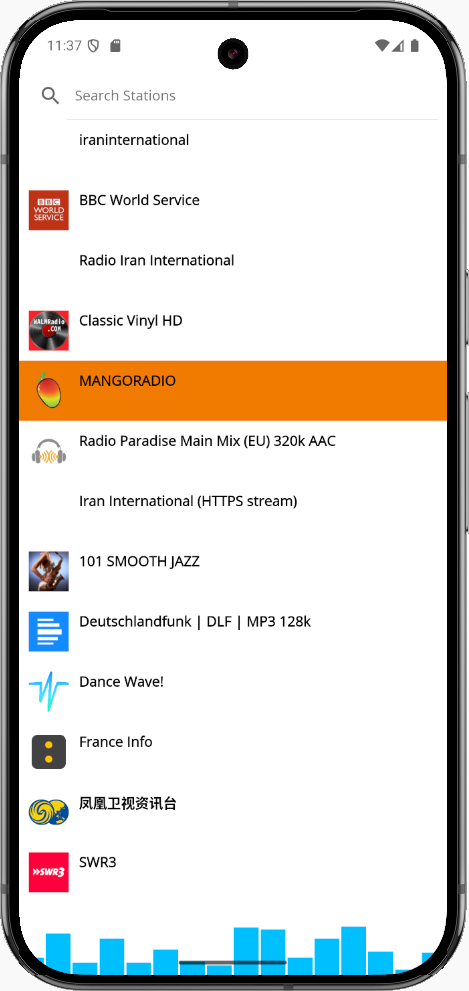 11:37
Search Stations
iraninternational
BBC
WORLD
SERVICE
BBC World Service
Radio Iran International
WALMRadio
.COM
Classic Vinyl HD
MANGORADIO
Radio Paradise Main Mix (EU) 320k AAC
Iran International (HTTPS stream)
101 SMOOTH JAZZ
Deutschlandfunk | DLF | MP3 128k
Dance Wave!
France Info
凤凰卫视资讯台
SWR3
SWR3